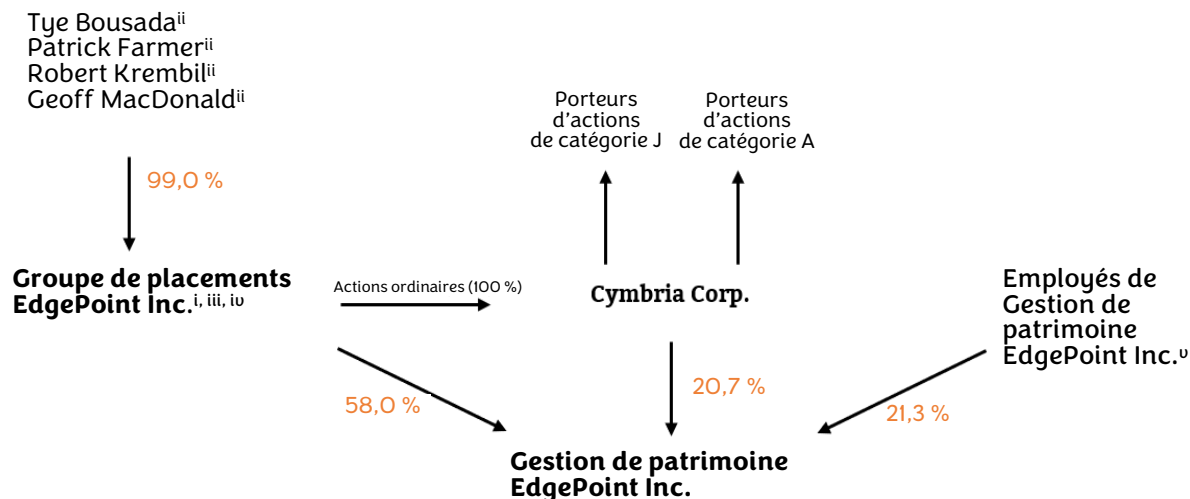 Tye Bousadaii
Patrick Farmerii
Robert Krembilii
Geoff MacDonaldii
99,0 %
Porteurs
d'actions
de catégorie J
Porteurs
d'actions
de catégorie A
Groupe de placements
EdgePoint Inc.i, iii, iv
Actions ordinaires (100 %)
Cymbria Corp.
Employés de
Gestion de
patrimoine
EdgePoint Inc.v
58,0 %
20,7 %
21,3 %
Gestion de patrimoine
EdgePoint Inc.